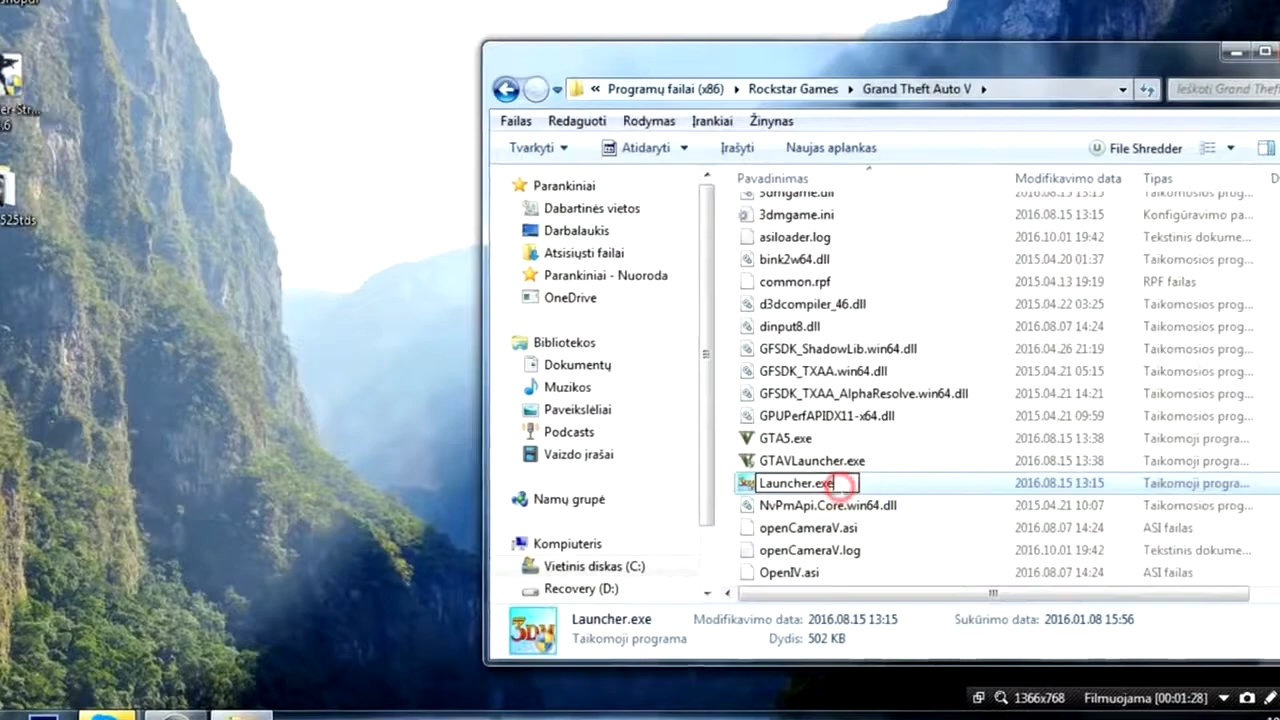 er-Str...
.6
525tds
« Programų failai (x86) Rockstar Games Grand Theft Auto V
Ieškoti Grand Theft
Failas Redaguoti Rodymas Įrankiai Žinynas
Tvarkyti Atidaryti Įrašyti Naujas aplankas File Shredder
Parankiniai
Dabartinės vietos
Darbalaukis
Atsisiųsti failai
Parankiniai - Nuoroda
OneDrive
Bibliotekos
Dokumentų
Muzikos
Paveikslėliai
Podcasts
Vaizdo įrašai
Namų grupė
Kompiuteris
Vietinis diskas (C:)
Recovery (D:)
Pavadinimas Modifikavimo data Tipas
3dmgame.dll 2016.08.15 13:15 Taikomosios prog...
3dmgame.ini 2016.08.15 13:15 Konfigūravimo pa...
asiloader.log 2016.10.01 19:42 Tekstinis dokume...
bink2w64.dll 2015.04.20 01:37 Taikomosios prog...
common.rpf 2015.04.13 19:19 RPF failas
d3dcompiler_46.dll 2015.04.22 03:25 Taikomosios prog...
dinput8.dll 2016.08.07 14:24 Taikomosios prog...
GFSDK_ShadowLib.win64.dll 2016.04.26 21:19 Taikomosios prog...
GFSDK_TXAA.win64.dll 2015.04.21 05:15 Taikomosios prog...
GFSDK_TXAA_AlphaResolve.win64.dll 2015.04.21 14:21 Taikomosios prog...
GPUPerfAPIDX11-x64.dll 2015.04.21 09:59 Taikomosios prog...
GTA5.exe 2016.08.15 13:38 Taikomoji progra...
GTAVLauncher.exe 2016.08.15 13:38 Taikomoji progra...
Launcher.exe 2016.08.15 13:15 Taikomoji progra...
NvPmApi.Core.win64.dll 2015.04.21 10:07 Taikomosios prog...
openCameraV.asi 2016.08.07 14:24 ASI failas
openCameraV.log 2016.10.01 19:42 Tekstinis dokume...
OpenIV.asi 2016.08.07 14:24 ASI failas
3DM
Launcher.exe Modifikavimo data: 2016.08.15 13:15 Sukūrimo data: 2016.01.08 15:56
Taikomoji programa Dydis: 502 KB
1366x768 Filmuojama [00:01:28]